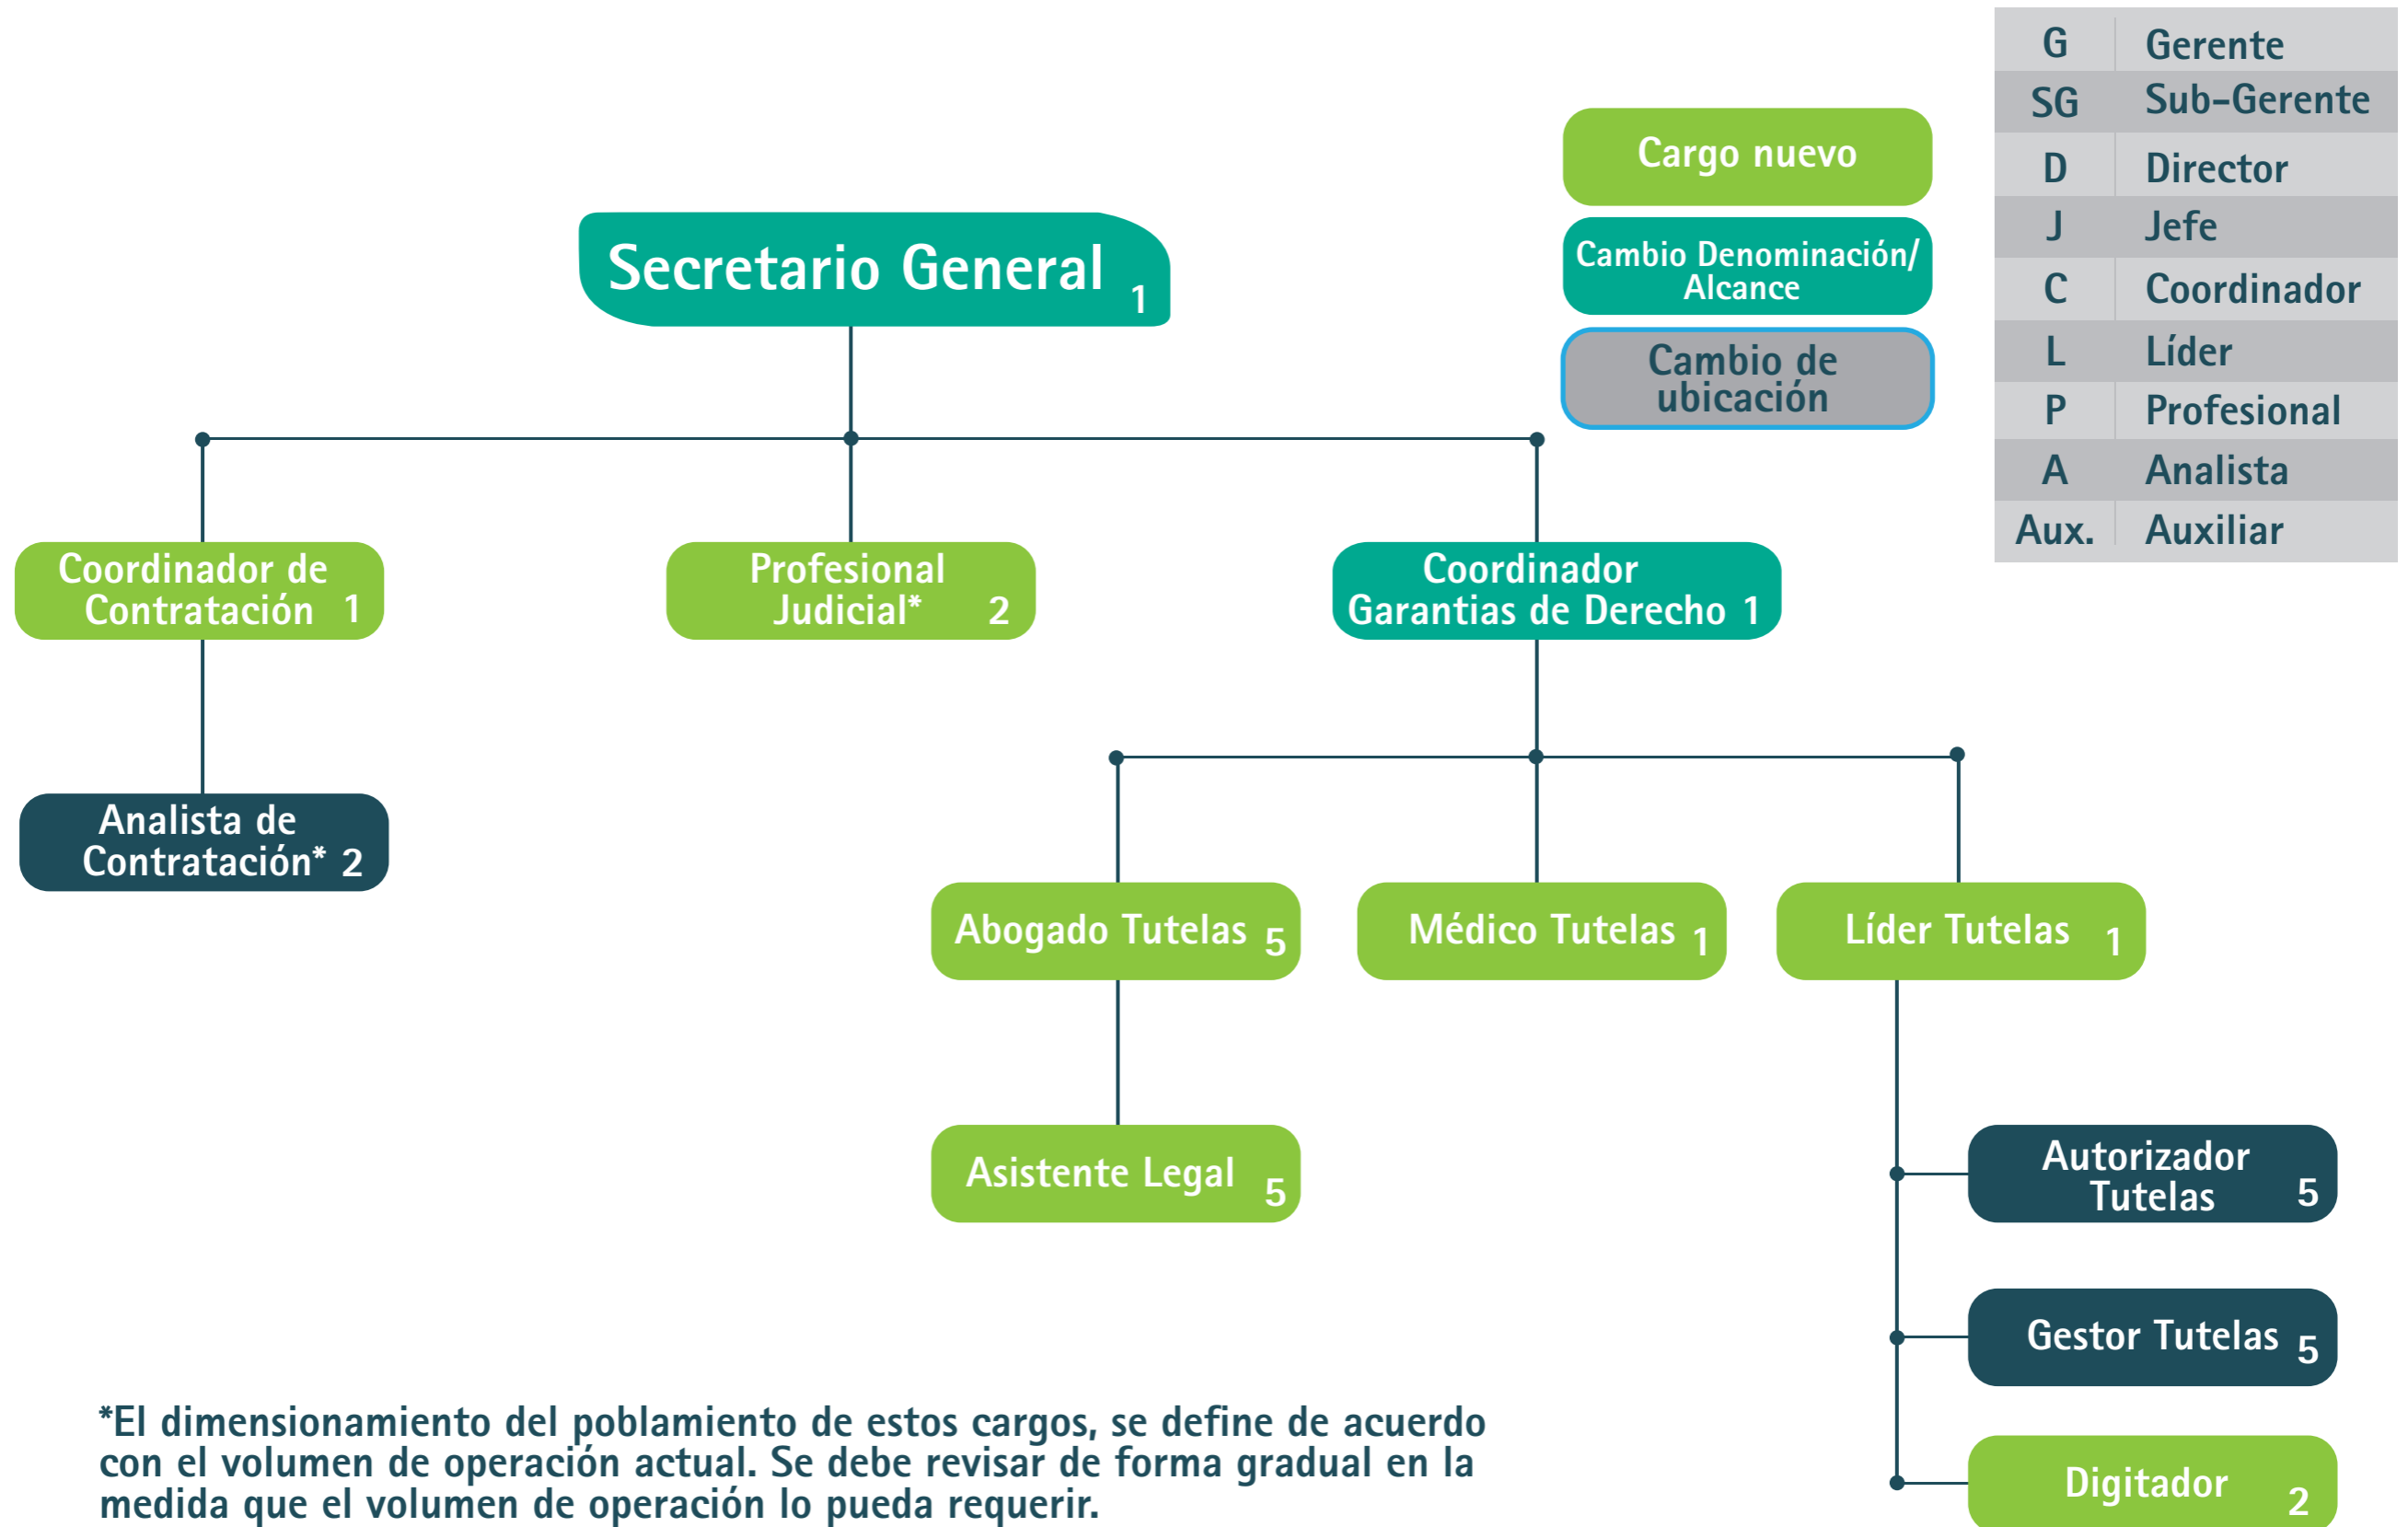 G Gerente
SG Sub-Gerente
D Director
J Jefe
C Coordinador
L Líder
P Profesional
A Analista
Aux. Auxiliar
Cargo nuevo
Cambio Denominación/
Alcance
Cambio de
ubicación
Secretario General 1
Coordinador de
Contratación 1
Profesional
Judicial* 2
Coordinador
Garantias de Derecho 1
Analista de
Contratación* 2
Abogado Tutelas 5
Médico Tutelas 1
Líder Tutelas 1
Asistente Legal 5
Autorizador
Tutelas 5
Gestor Tutelas 5
Digitador 2
*El dimensionamiento del poblamiento de estos cargos, se define de acuerdo
con el volumen de operación actual. Se debe revisar de forma gradual en la
medida que el volumen de operación lo pueda requerir.